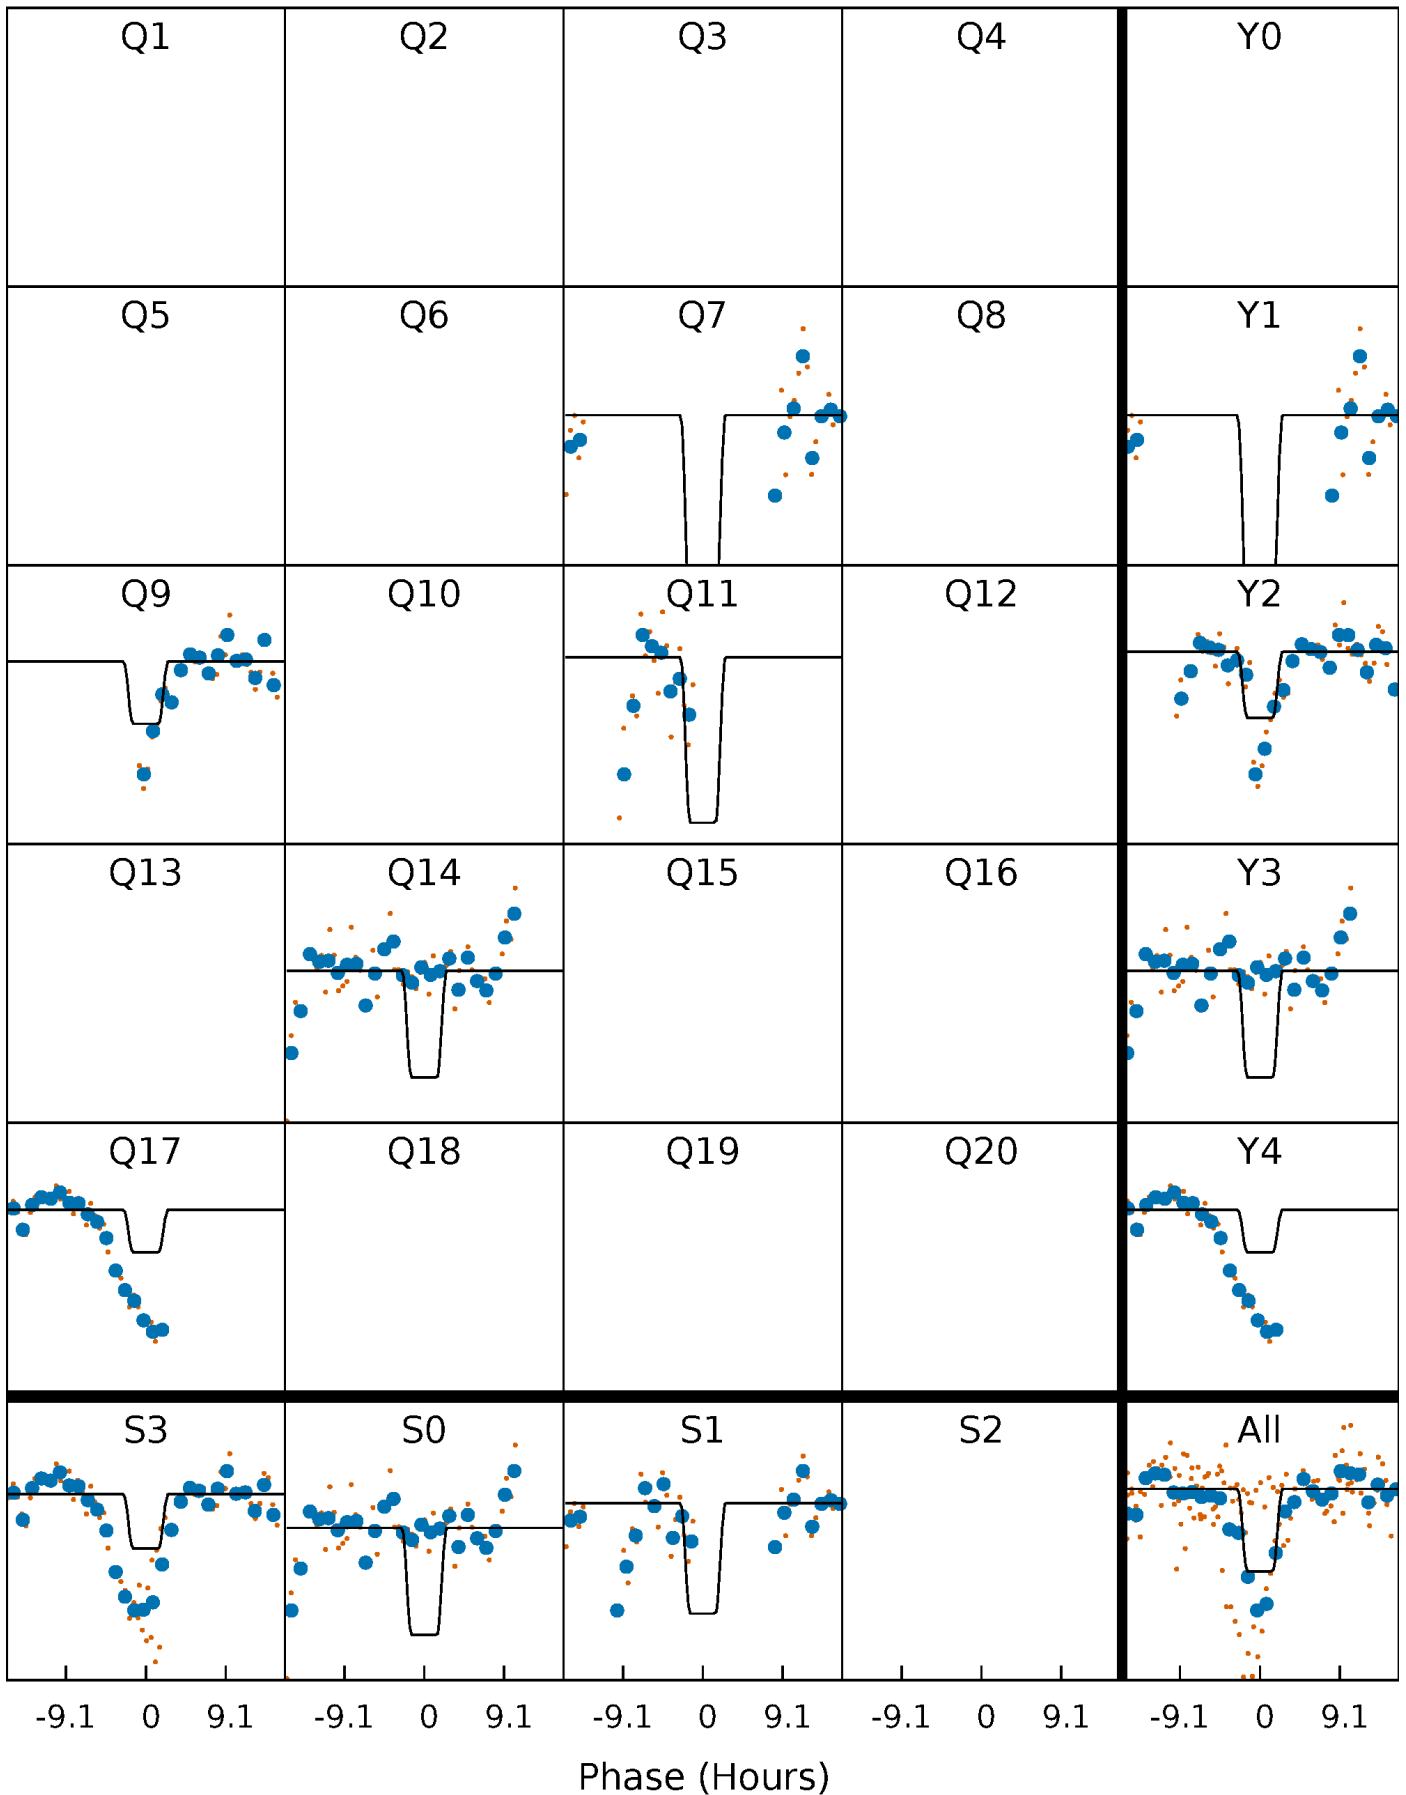 Q1 Q2 Q3 Q4 Y0
Q5 Q6 Q7 Q8 Y1
Q9 Q10 Q11 Q12 Y2
Q13 Q14 Q15 Q16 Y3
Q17 Q18 Q19 Q20 Y4
S3 S0 S1 S2 All
-9.1 0 9.1 -9.1 0 9.1 -9.1 0 9.1 -9.1 0 9.1 -9.1 0 9.1
Phase (Hours)